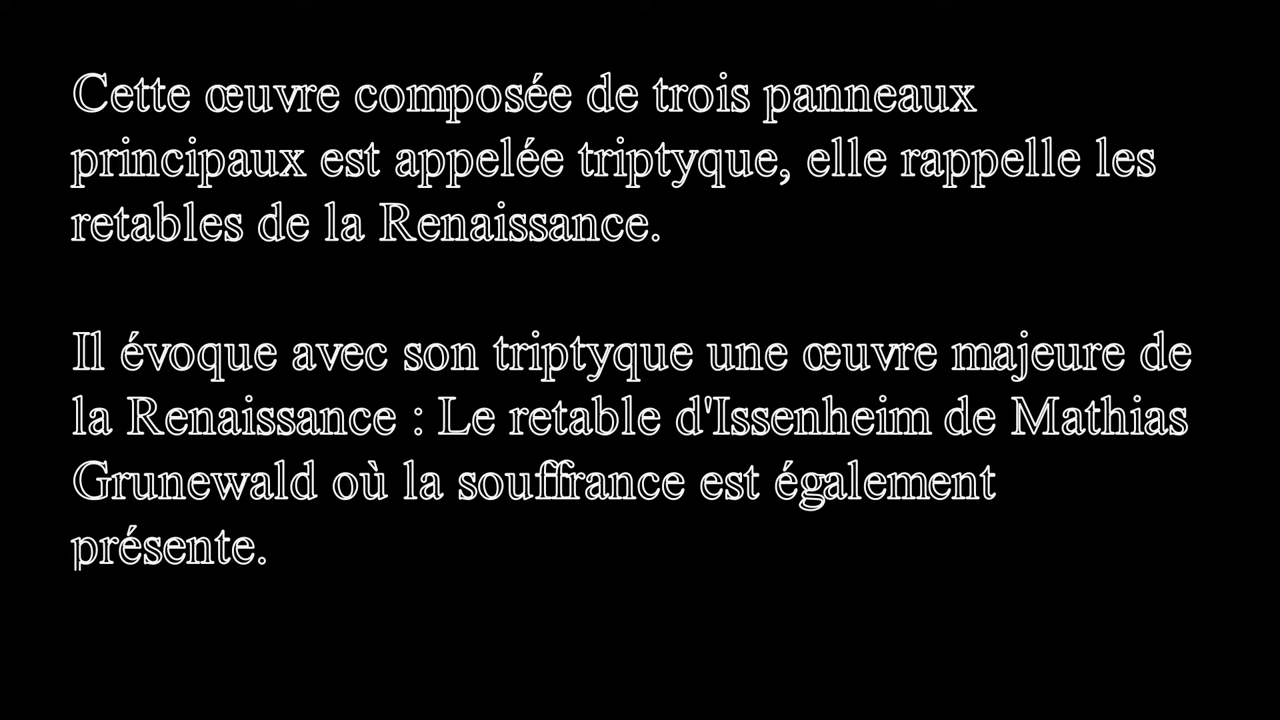 Cette œuvre composée de trois panneaux
principaux est appelée triptyque, elle rappelle les
retables de la Renaissance.
Il évoque avec son triptyque une œuvre majeure de
la Renaissance : Le retable d'Issenheim de Mathias
Grunewald où la souffrance est également
présente.